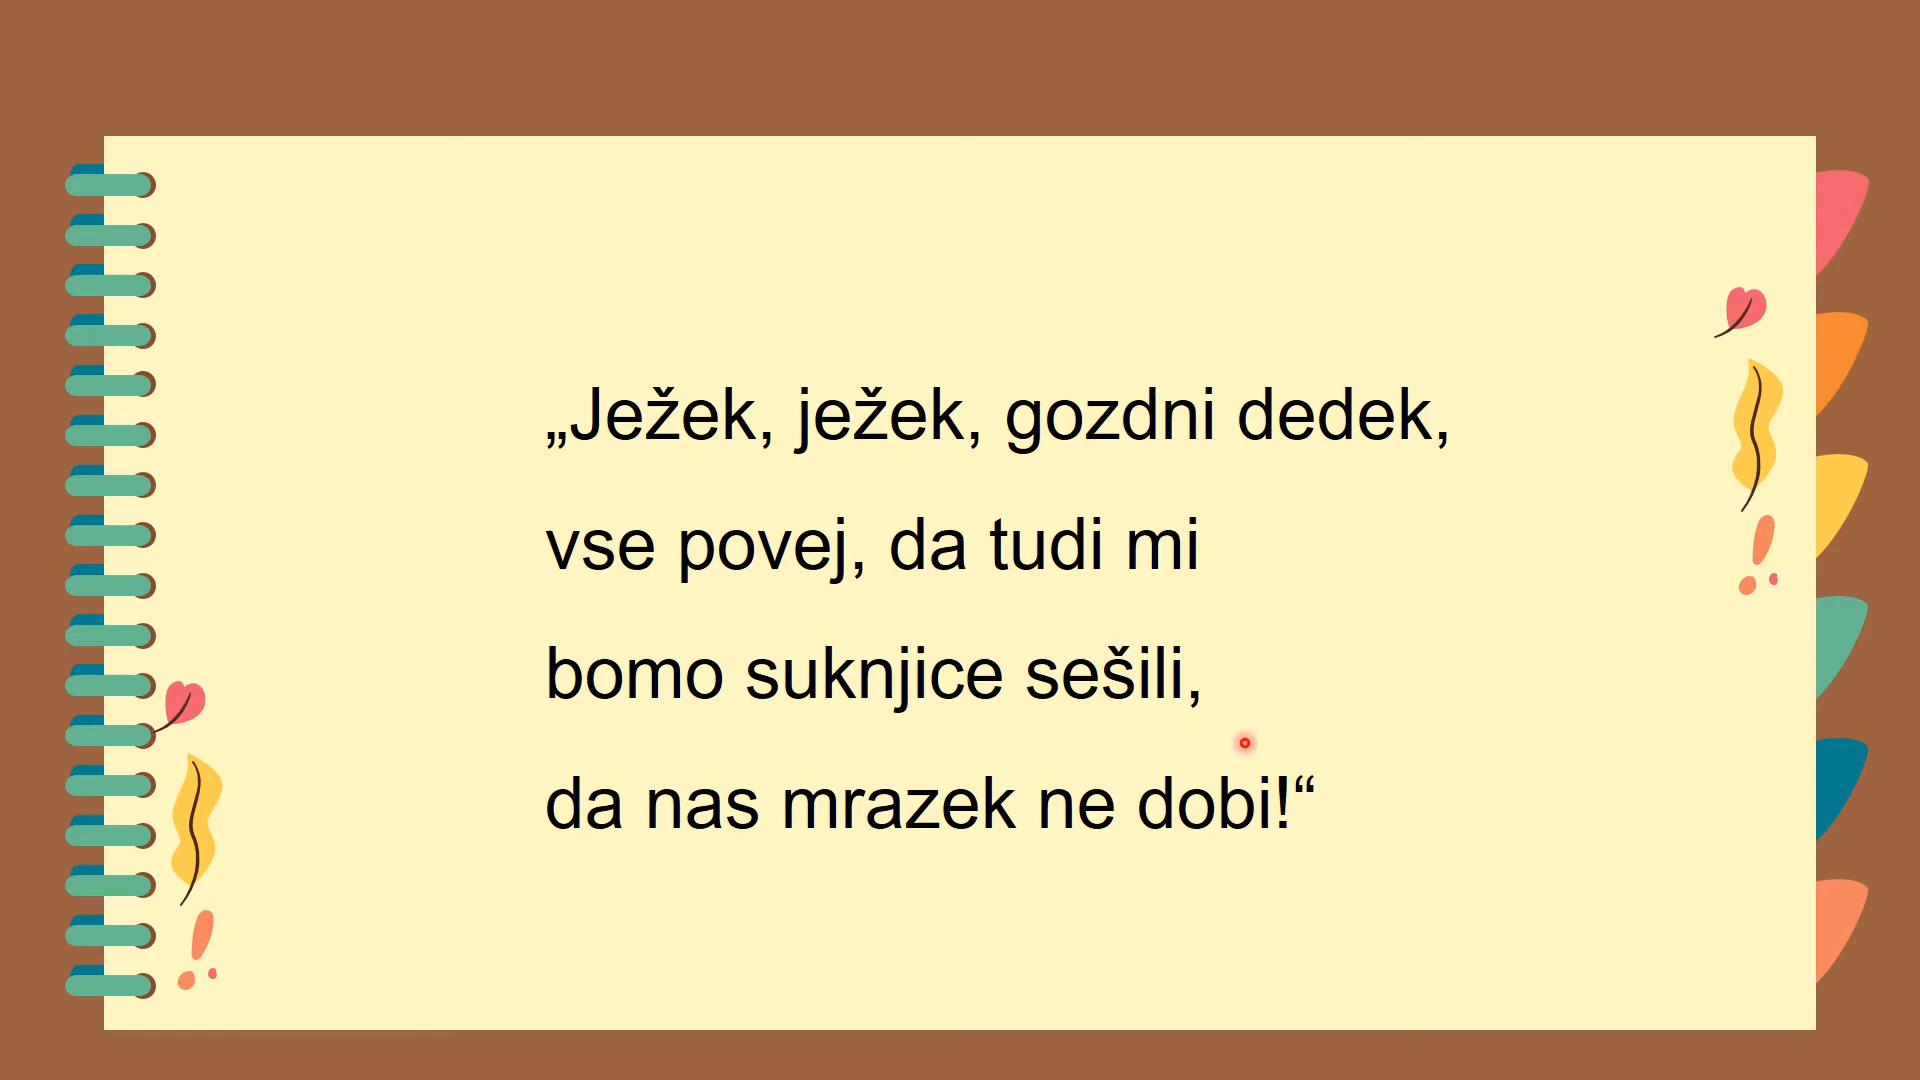 „Ježek, ježek, gozdni dedek,
vse povej, da tudi mi
bomo suknjice sešili,
da nas mrazek ne dobi!“